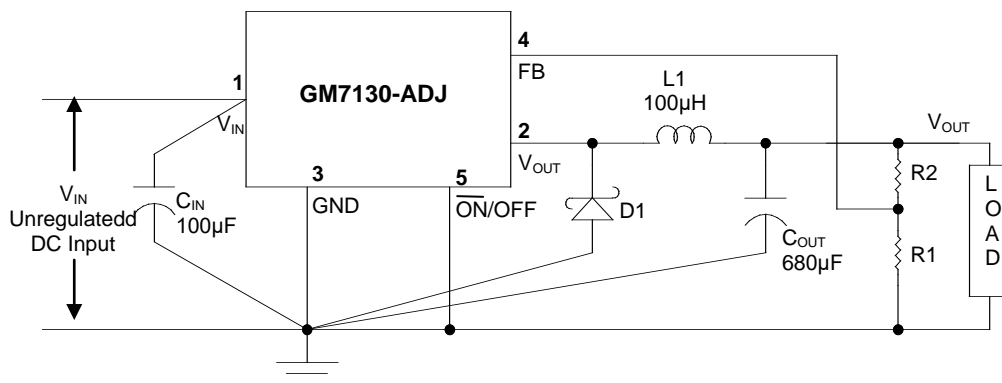 4
FB
L1
100µH
1
GM7130-ADJ
VIN
2
VOUT
VOUT
3
GND
5
ON/OFF
VIN
Unregulatedd
DC Input
CIN
100µF
D1
COUT
680µF
R2
R1
LOAD